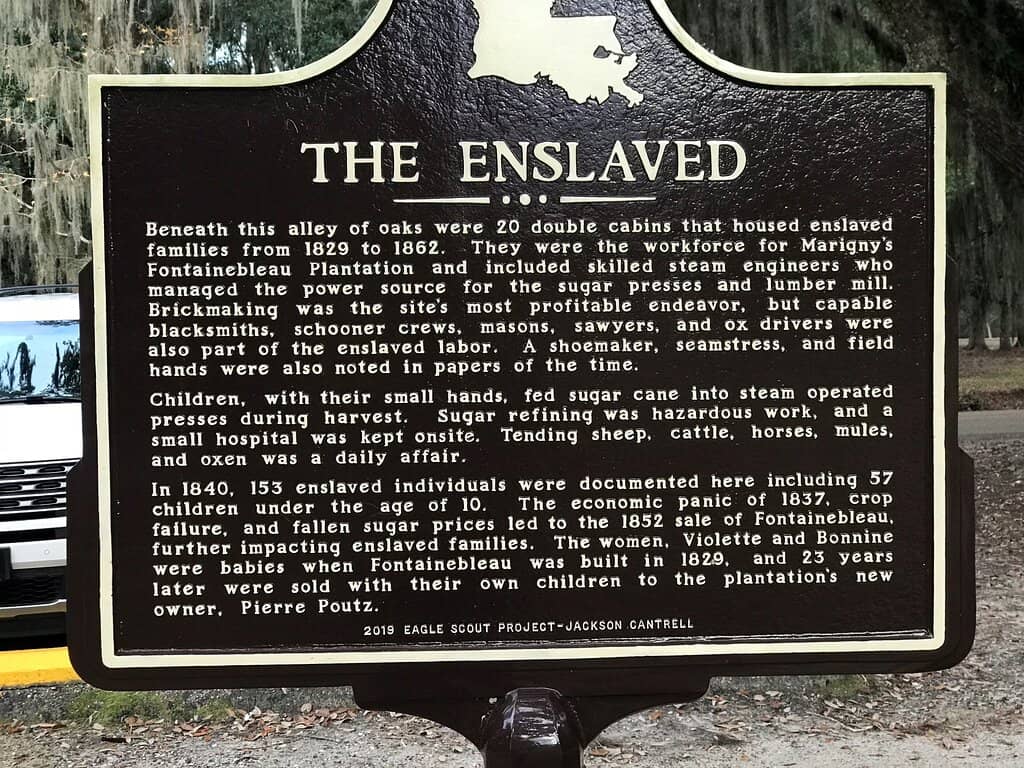 THE ENSLAVED
Beneath this alley of oaks were 20 double cabins that housed enslaved
families from 1829 to 1862. They were the workforce for Marigny's
Fontainebleau Plantation and included skilled steam engineers who
managed the power source for the sugar presses and lumber mill.
Brickmaking was the site's most profitable endeavor, but capable
blacksmiths, schooner crews, masons, sawyers, and ox drivers were
also part of the enslaved labor. A shoemaker, seamstress, and field
hands were also noted in papers of the time.
Children, with their small hands, fed sugar cane into steam operated
presses during harvest. Sugar refining was hazardous work, and a
small hospital was kept onsite. Tending sheep, cattle, horses, mules,
and oxen was a daily affair.
In 1840, 153 enslaved individuals were documented here including 57
children under the age of 10. The economic panic of 1837, crop
failure, and fallen sugar prices led to the 1852 sale of Fontainebleau,
further impacting enslaved families. The women, Violette and Bonnine
were babies when Fontainebleau was built in 1829, and 23 years
later were sold with their own children to the plantation's new
owner, Pierre Poutz.
2019 EAGLE SCOUT PROJECT-JACKSON CANTRELL